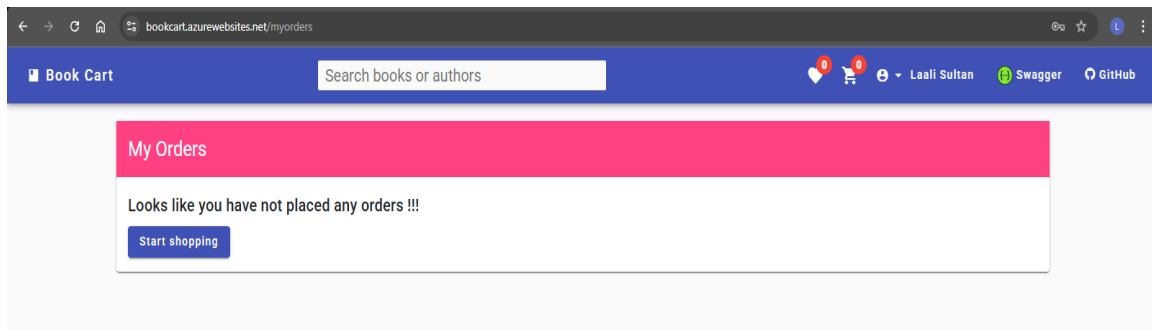 bookcart.azurewebsites.net/myorders
L
Book Cart
Search books or authors
0
0
Laali Sultan
Swagger
GitHub
My Orders
Looks like you have not placed any orders !!!
Start shopping